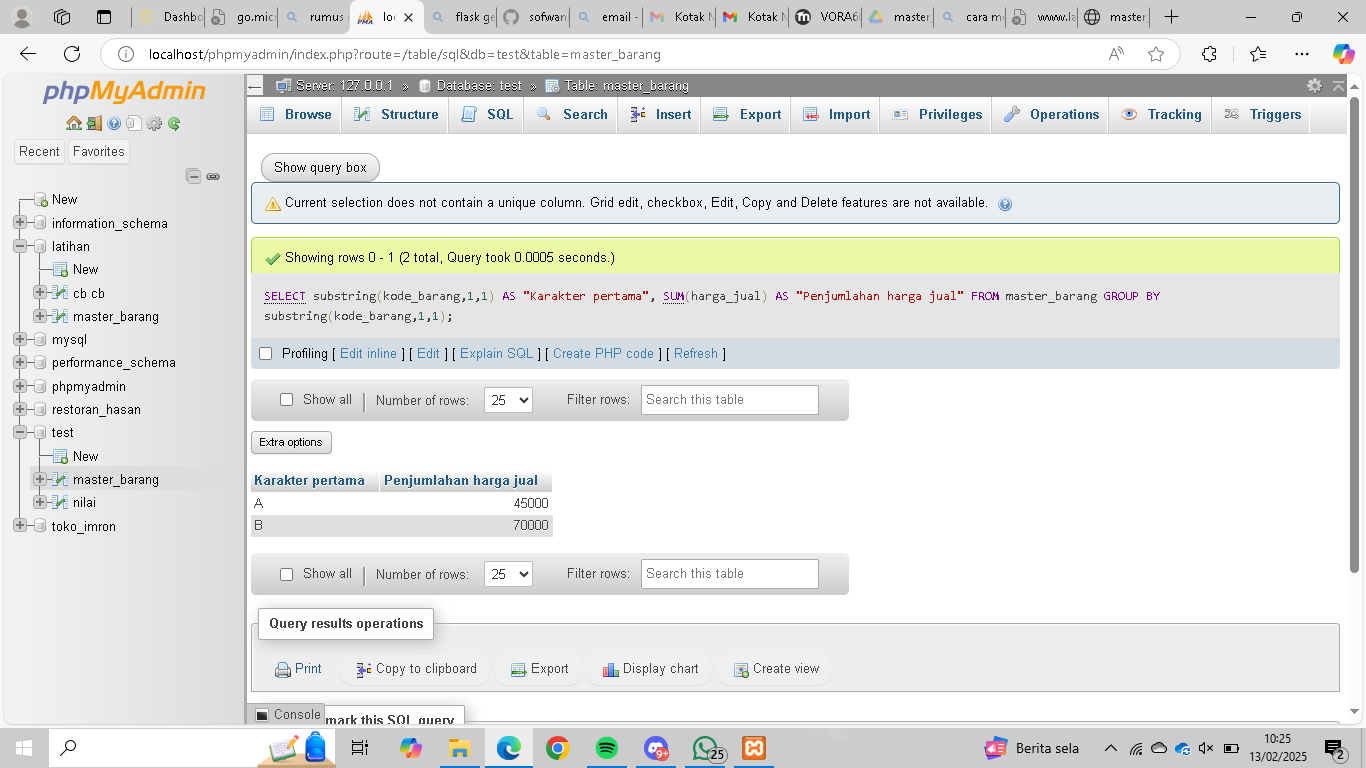 Dashbo
go.micr
rumus
loc
flask ge
sofwan
email -
Kotak M
Kotak M
VORA6
master.
cara m
www.la
master.
localhost/phpmyadmin/index.php?route=/table/sql&db=test&table=master_barang
phpMyAdmin
Recent
Favorites
New
information_schema
latihan
New
cb cb
master_barang
mysql
performance_schema
phpmyadmin
restoran_hasan
test
New
master_barang
nilai
toko_imron
Server: 127.0.0.1 » Database: test » Table: master_barang
Browse Structure SQL Search Insert Export Import Privileges Operations Tracking Triggers
Show query box
Current selection does not contain a unique column. Grid edit, checkbox, Edit, Copy and Delete features are not available.
Showing rows 0 - 1 (2 total, Query took 0.0005 seconds.)
SELECT substring(kode_barang,1,1) AS "Karakter pertama", SUM(harga_jual) AS "Penjumlahan harga jual" FROM master_barang GROUP BY
substring(kode_barang,1,1);
Profiling [ Edit inline ] [ Edit ] [ Explain SQL ] [ Create PHP code ] [ Refresh ]
Show all | Number of rows: 25 Filter rows: Search this table
Extra options
Karakter pertama Penjumlahan harga jual
A 45000
B 70000
Show all | Number of rows: 25 Filter rows: Search this table
Query results operations
Print Copy to clipboard Export Display chart Create view
Console
mark this SQL query
9+
25
Berita sela
10:25
13/02/2025
2